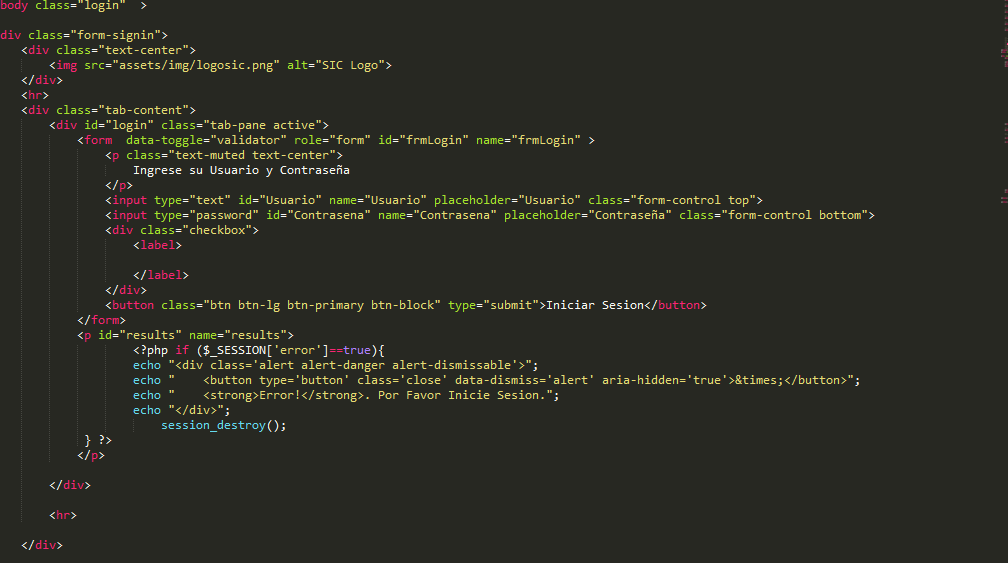 body class="login"  >
div class="form-signin">
<div class="text-center">
<img src="assets/img/logosic.png" alt="SIC Logo">
</div>
<hr>
<div class="tab-content">
<div id="login" class="tab-pane active">
<form  data-toggle="validator" role="form" id="frmLogin" name="frmLogin" >
<p class="text-muted text-center">
Ingrese su Usuario y Contraseña
</p>
<input type="text" id="Usuario" name="Usuario" placeholder="Usuario" class="form-control top">
<input type="password" id="Contrasena" name="Contrasena" placeholder="Contraseña" class="form-control bottom">
<div class="checkbox">
<label>
</label>
</div>
<button class="btn btn-lg btn-primary btn-block" type="submit">Iniciar Sesion</button>
</form>
<p id="results" name="results">
<?php if ($_SESSION['error']==true){
echo "<div class='alert alert-danger alert-dismissable'>";
echo "    <button type='button' class='close' data-dismiss='alert' aria-hidden='true'>&times;</button>";
echo "    <strong>Error!</strong>. Por Favor Inicie Sesion.";
echo "</div>";
session_destroy();
} ?>
</p>
</div>
<hr>
</div>